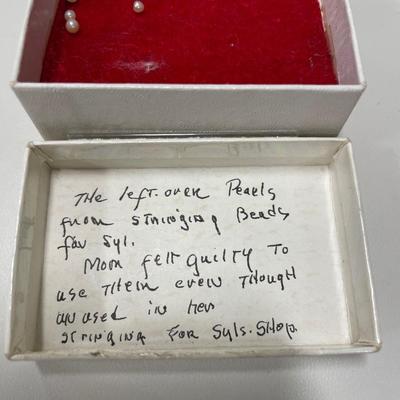 The left-over Pearls
from stringing Beads
for Syl.
Mom felt guilty to
use them even though
unused in her
stringing for Syls. Shop.